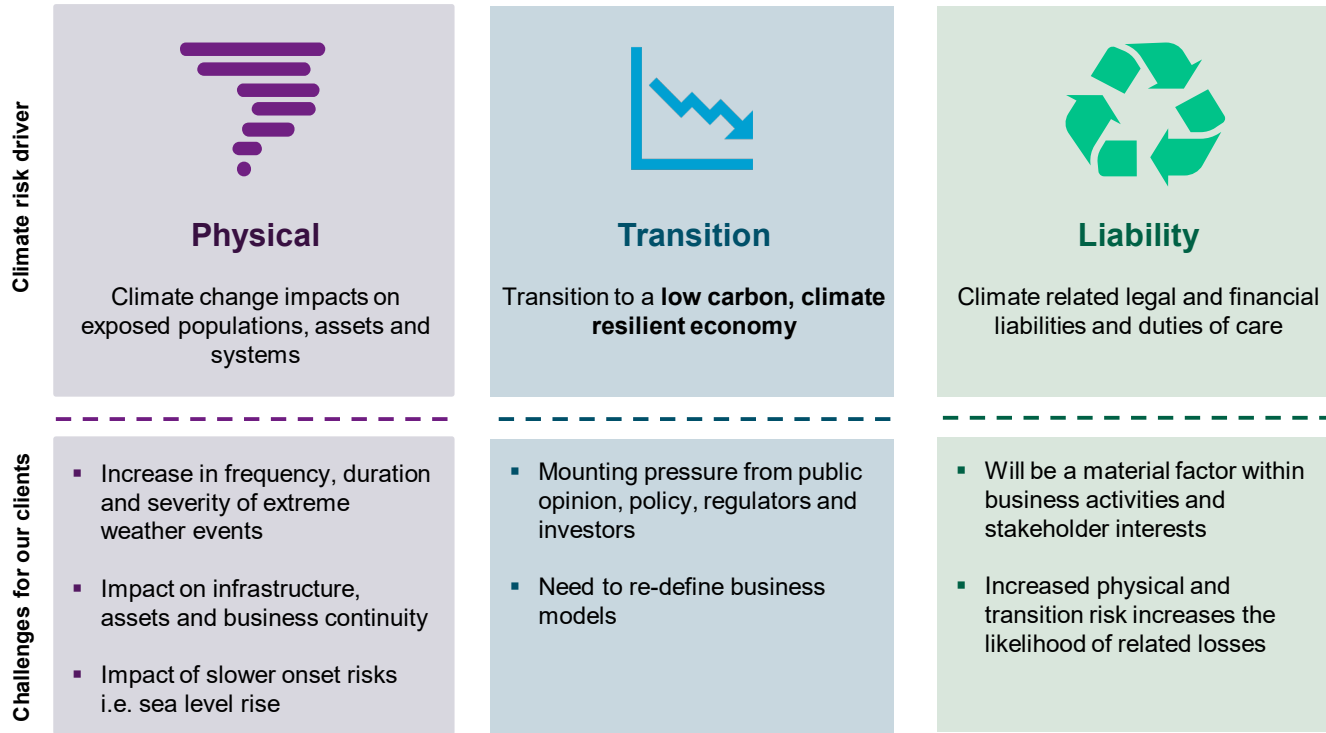 Climate risk driver
Physical
Climate change impacts on
exposed populations, assets and
systems
Transition
Transition to a low carbon, climate
resilient economy
Liability
Climate related legal and financial
liabilities and duties of care
Challenges for our clients
▪ Increase in frequency, duration
and severity of extreme
weather events
▪ Impact on infrastructure,
assets and business continuity
▪ Impact of slower onset risks
i.e. sea level rise
▪ Mounting pressure from public
opinion, policy, regulators and
investors
▪ Need to re-define business
models
▪ Will be a material factor within
business activities and
stakeholder interests
▪ Increased physical and
transition risk increases the
likelihood of related losses